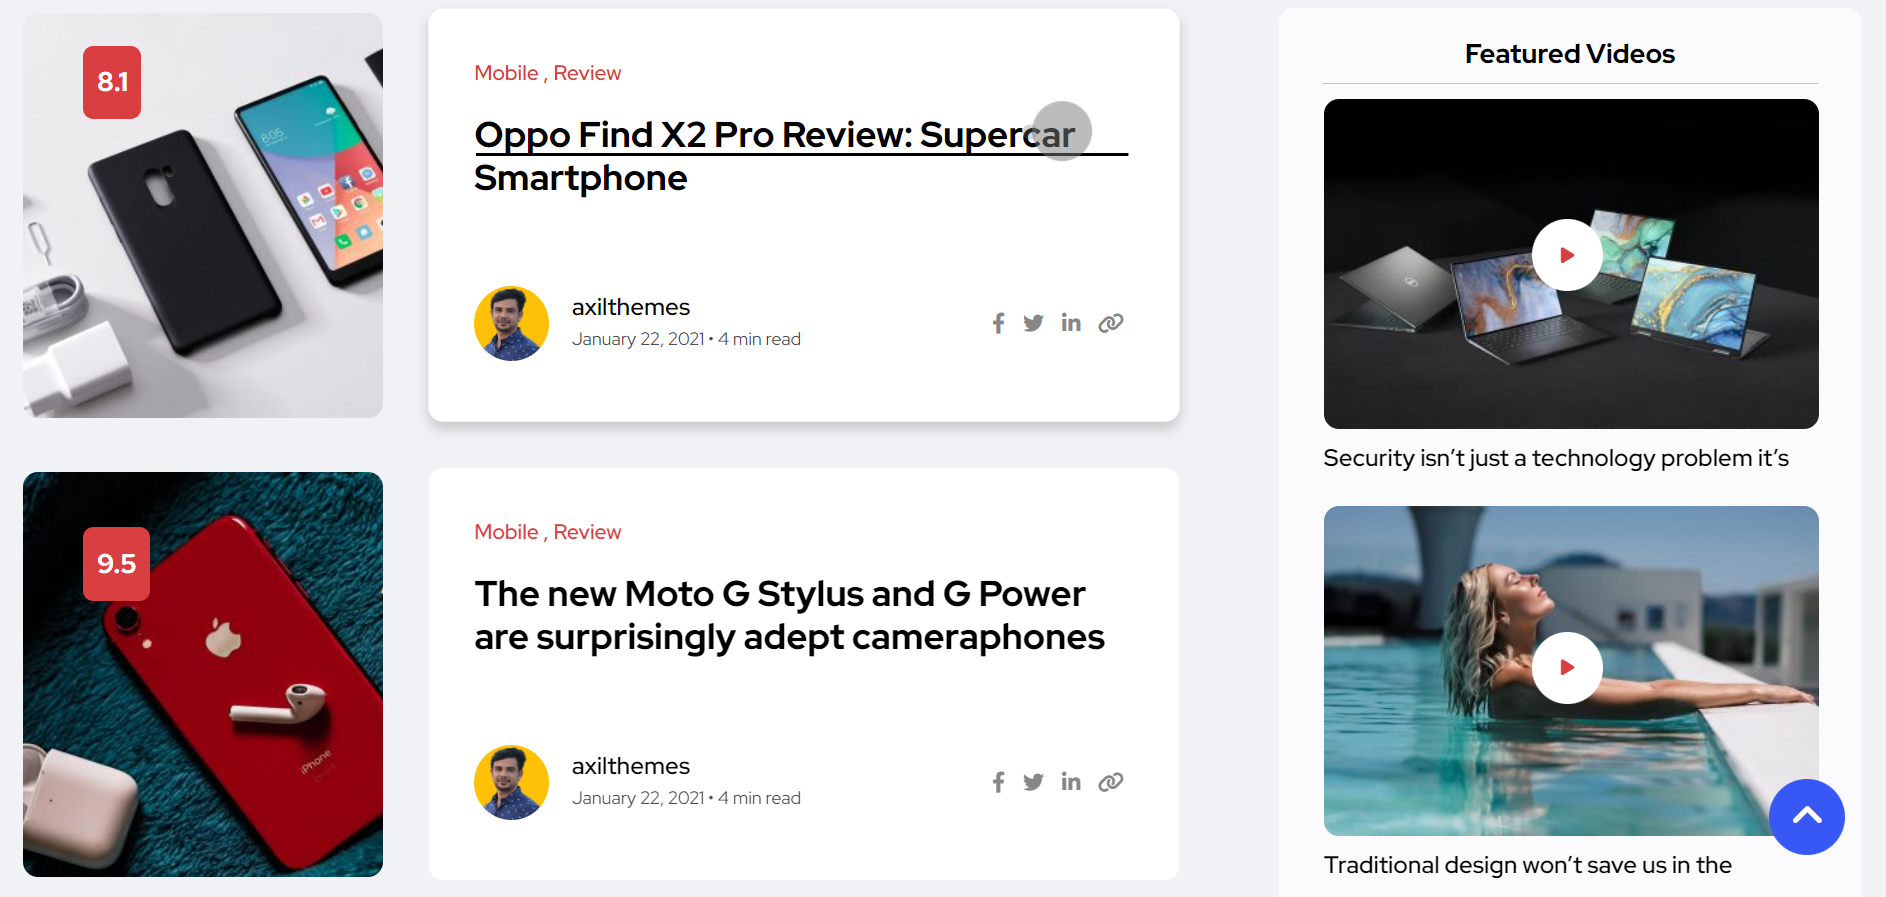 8.1
Mobile , Review
Oppo Find X2 Pro Review: Supercar
Smartphone
axilthemes
January 22, 2021 • 4 min read
9.5
iPhone
Mobile , Review
The new Moto G Stylus and G Power
are surprisingly adept cameraphones
axilthemes
January 22, 2021 • 4 min read
Featured Videos
Security isn’t just a technology problem it’s
Traditional design won’t save us in the